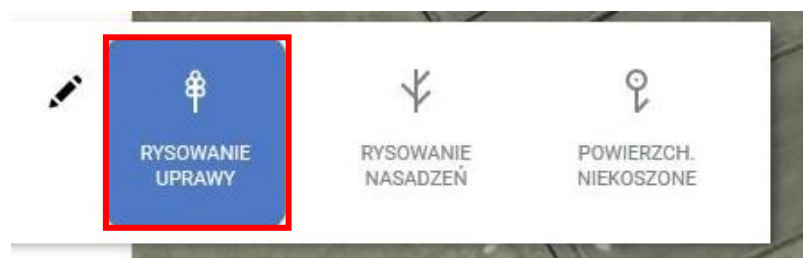 RYSOWANIE
UPRAWY
RYSOWANIE
NASADZEŃ
POWIERZCH.
NIEKOSZONE